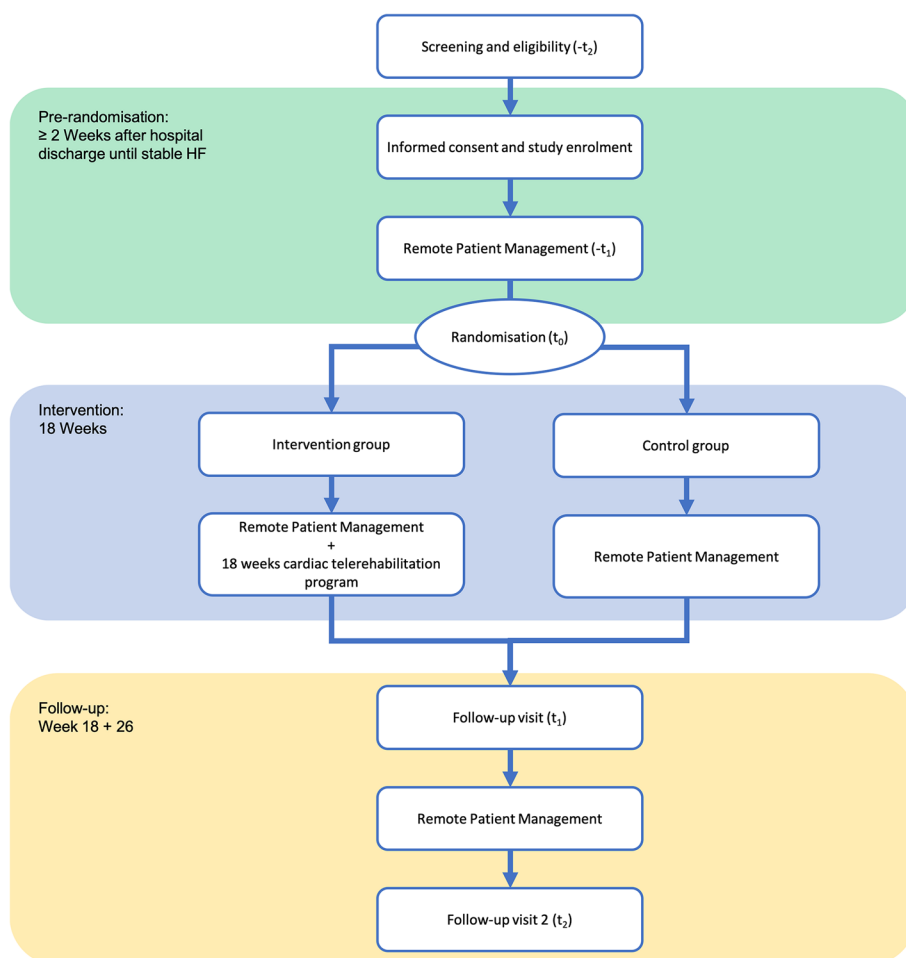 Screening and eligibility (-t₂)
Pre-randomisation:
≥ 2 Weeks after hospital
discharge until stable HF
Informed consent and study enrolment
Remote Patient Management (-t₁)
Randomisation (t₀)
Intervention:
18 Weeks
Intervention group
Control group
Remote Patient Management
+
18 weeks cardiac telerehabilitation
program
Remote Patient Management
Follow-up:
Week 18 + 26
Follow-up visit (t₁)
Remote Patient Management
Follow-up visit 2 (t₂)